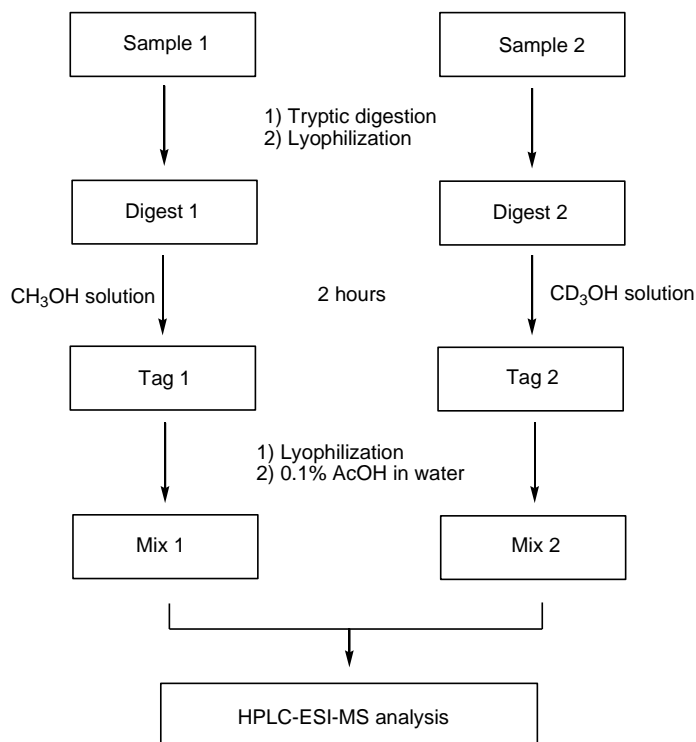 Sample 1
Sample 2
1) Tryptic digestion
2) Lyophilization
Digest 1
Digest 2
CH₃OH solution
2 hours
CD₃OH solution
Tag 1
Tag 2
1) Lyophilization
2) 0.1% AcOH in water
Mix 1
Mix 2
HPLC-ESI-MS analysis